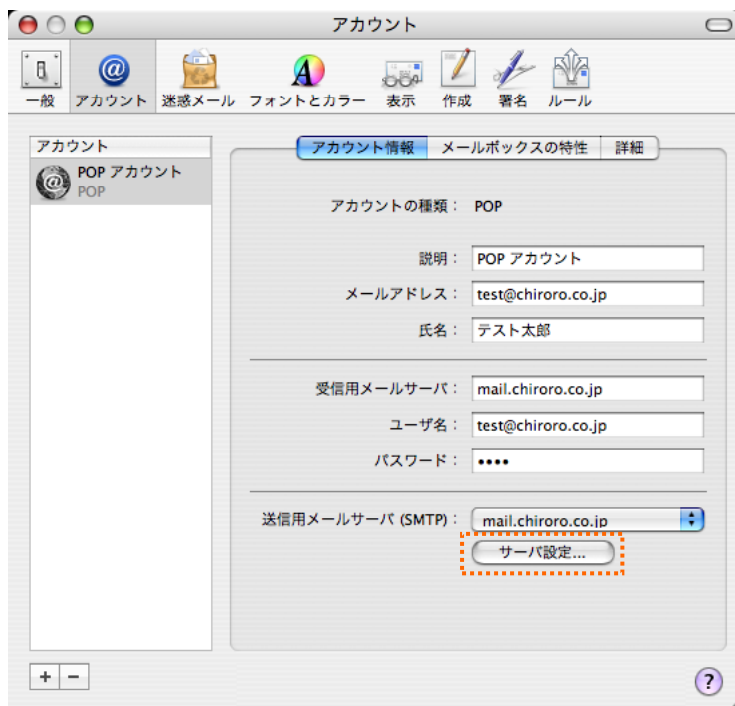 アカウント
一般 アカウント 迷惑メール フォントとカラー 表示 作成 署名 ルール
アカウント
POP アカウント
POP
アカウント情報 メールボックスの特性 詳細
アカウントの種類： POP
説明： POP アカウント
メールアドレス： test@chiroro.co.jp
氏名： テスト太郎
受信用メールサーバ： mail.chiroro.co.jp
ユーザ名： test@chiroro.co.jp
パスワード： ••••
送信用メールサーバ (SMTP)： mail.chiroro.co.jp
サーバ設定...
+ −
?